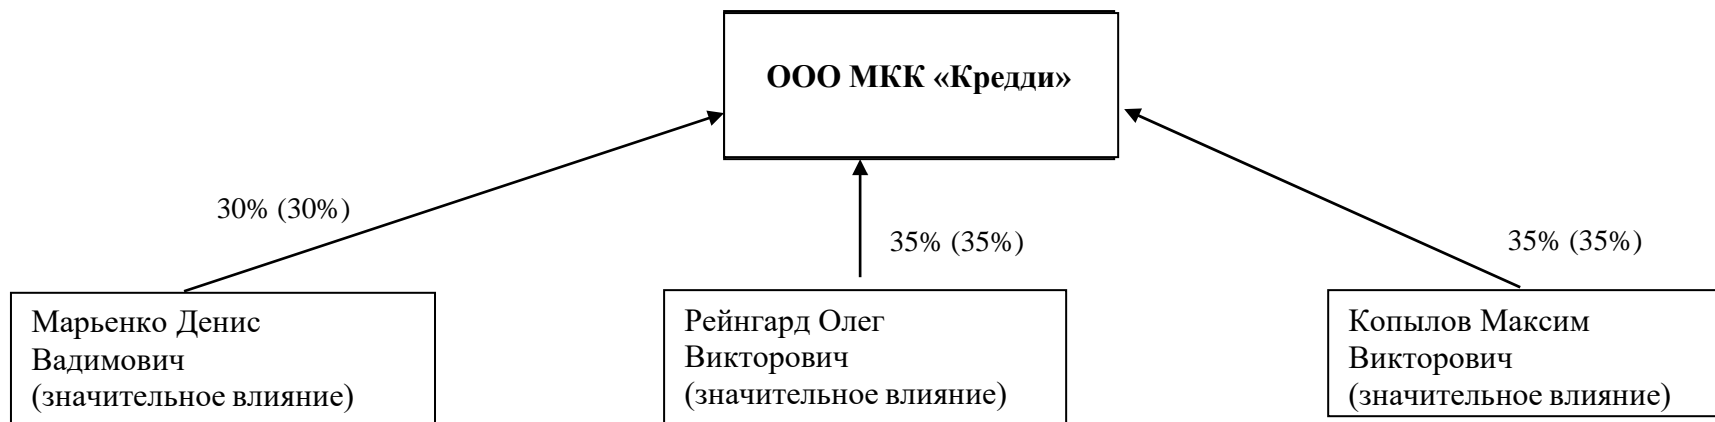 ООО МКК «Кредди»
30% (30%)
35% (35%)
35% (35%)
Марьенко Денис
Вадимович
(значительное влияние)
Рейнгард Олег
Викторович
(значительное влияние)
Копылов Максим
Викторович
(значительное влияние)